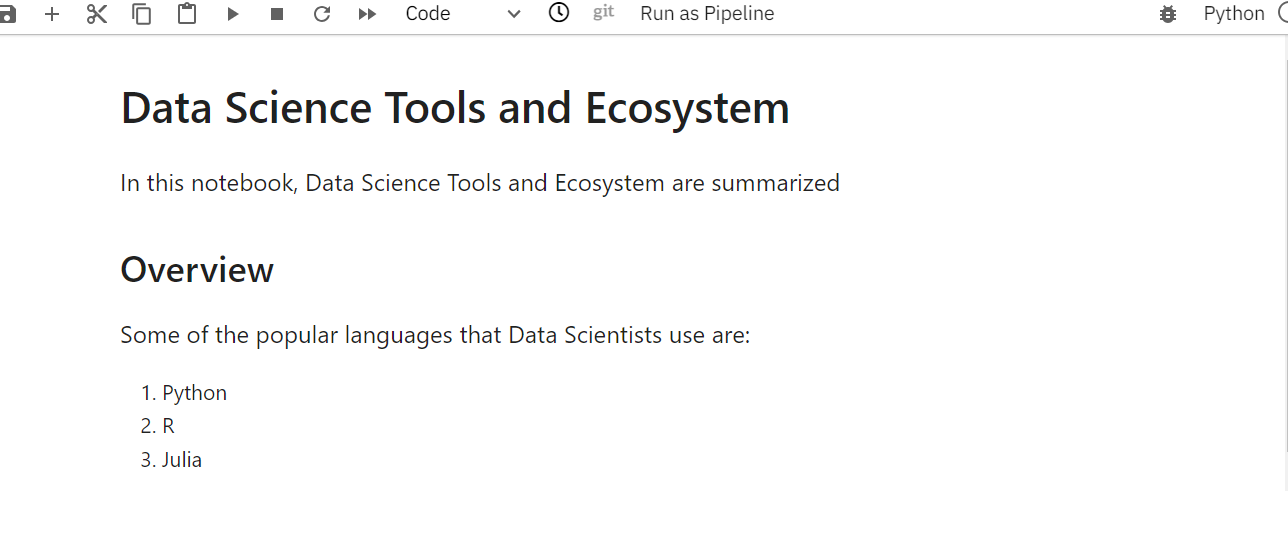 Code git Run as Pipeline Python
Data Science Tools and Ecosystem
In this notebook, Data Science Tools and Ecosystem are summarized
Overview
Some of the popular languages that Data Scientists use are:
1. Python
2. R
3. Julia